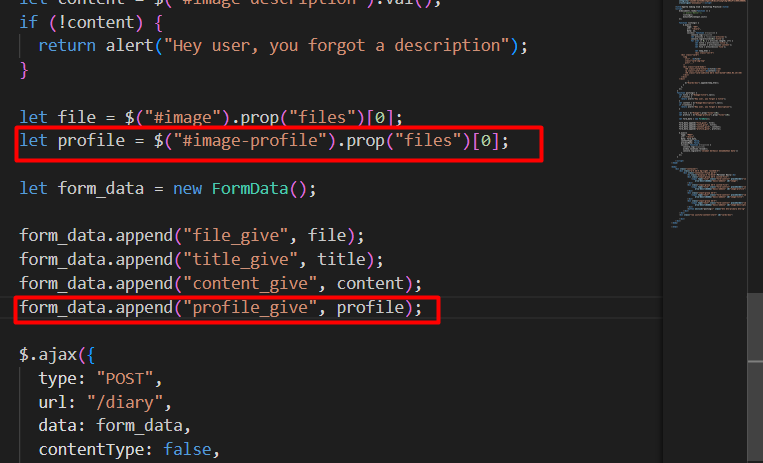 let content = $("#image-description").val();
if (!content) {
return alert("Hey user, you forgot a description");
}
let file = $("#image").prop("files")[0];
let profile = $("#image-profile").prop("files")[0];
let form_data = new FormData();
form_data.append("file_give", file);
form_data.append("title_give", title);
form_data.append("content_give", content);
form_data.append("profile_give", profile);
$.ajax({
type: "POST",
url: "/diary",
data: form_data,
contentType: false,